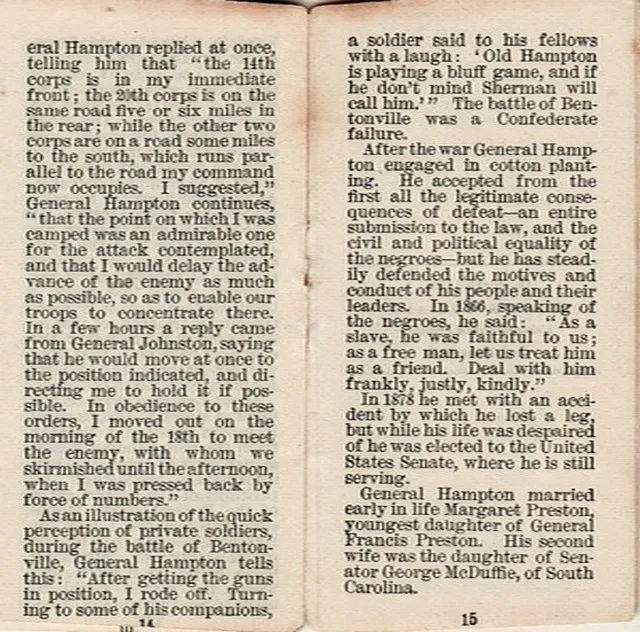 eral Hampton replied at once,
telling him that “the 14th
corps is in my immediate
front; the 20th corps is on the
same road five or six miles in
the rear; while the other two
corps are on a road some miles
to the south, which runs par-
allel to the road my command
now occupies. I suggested,”
General Hampton continues,
“that the point on which I was
camped was an admirable one
for the attack contemplated,
and that I would delay the ad-
vance of the enemy as much
as possible, so as to enable our
troops to concentrate there.
In a few hours a reply came
from General Johnston, saying
that he would move at once to
the position indicated, and di-
recting me to hold it if pos-
sible. In obedience to these
orders, I moved out on the
morning of the 18th to meet
the enemy, with whom we
skirmished until the afternoon,
when I was pressed back by
force of numbers.”
As an illustration of the quick
perception of private soldiers,
during the battle of Benton-
ville, General Hampton tells
this: “After getting the guns
in position, I rode off. Turn-
ing to some of his companions,
14
a soldier said to his fellows
with a laugh: ‘Old Hampton
is playing a bluff game, and if
he don’t mind Sherman will
call him.’” The battle of Ben-
tonville was a Confederate
failure.
After the war General Hamp-
ton engaged in cotton plant-
ing. He accepted from the
first all the legitimate conse-
quences of defeat—an entire
submission to the law, and the
civil and political equality of
the negroes—but he has stead-
ily defended the motives and
conduct of his people and their
leaders. In 1866, speaking of
the negroes, he said: “As a
slave, he was faithful to us;
as a free man, let us treat him
as a friend. Deal with him
frankly, justly, kindly.”
In 1878 he met with an acci-
dent by which he lost a leg,
but while his life was despaired
of he was elected to the United
States Senate, where he is still
serving.
General Hampton married
early in life Margaret Preston,
youngest daughter of General
Francis Preston. His second
wife was the daughter of Sen-
ator George McDuffie, of South
Carolina.
15